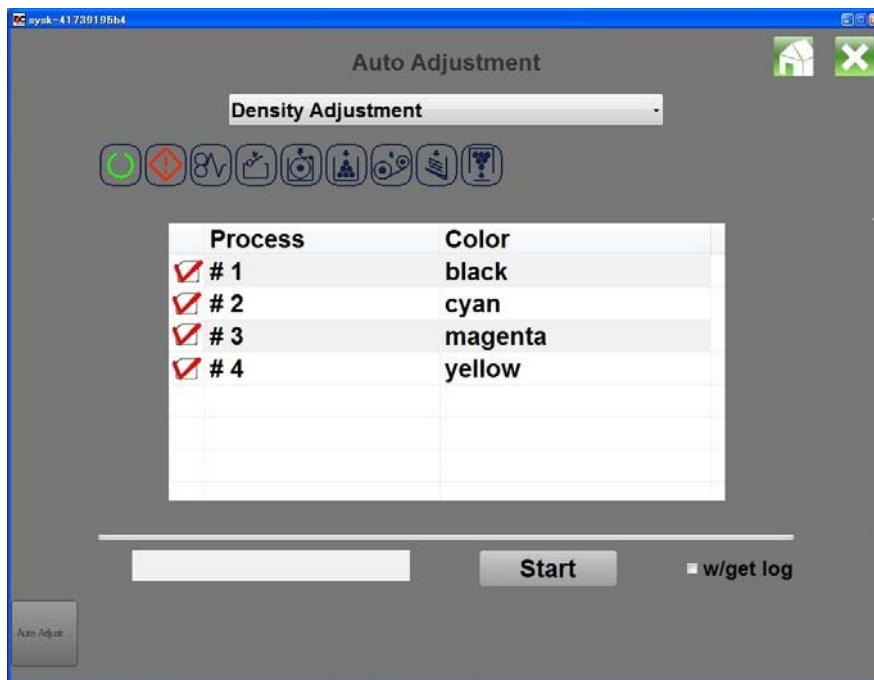 DC sysk-41739195b4
Auto Adjustment
Density Adjustment
Process Color
# 1 black
# 2 cyan
# 3 magenta
# 4 yellow
Start w/get log
Auto Adjust